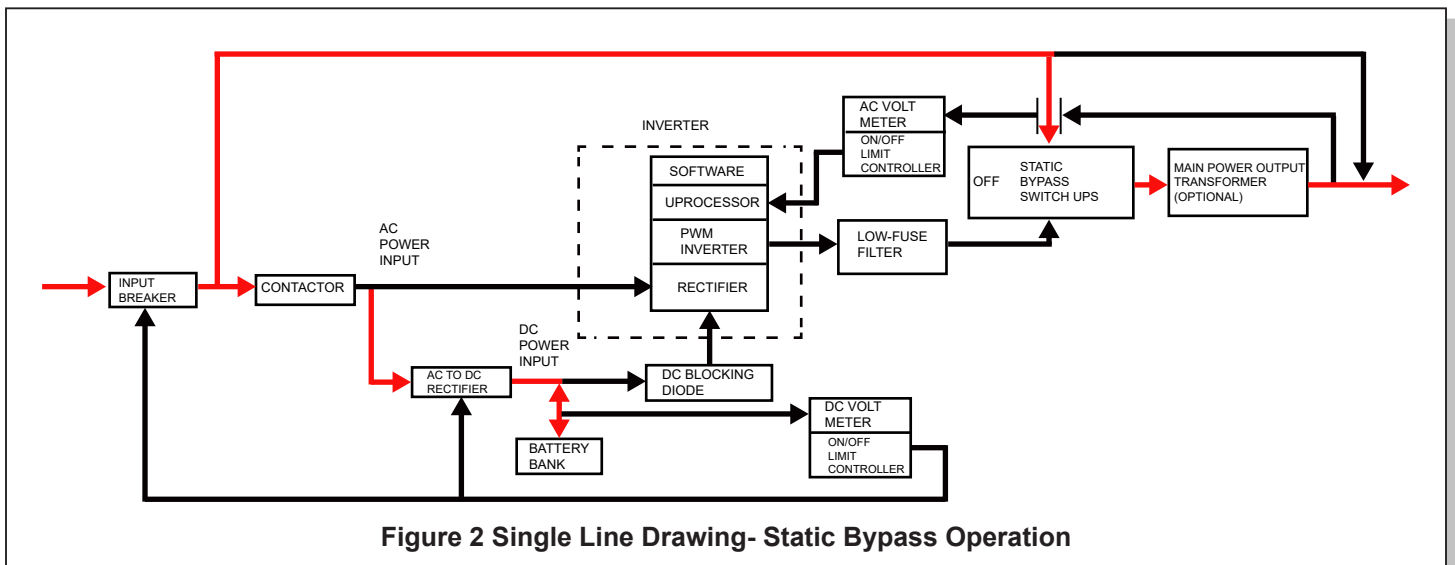 INVERTER
AC VOLT
METER
ON/OFF
LIMIT
CONTROLLER
SOFTWARE
UPROCESSOR
PWM
INVERTER
RECTIFIER
OFF
STATIC
BYPASS
SWITCH UPS
MAIN POWER OUTPUT
TRANSFORMER
(OPTIONAL)
LOW-FUSE
FILTER
AC
POWER
INPUT
INPUT
BREAKER
CONTACTOR
DC
POWER
INPUT
AC TO DC
RECTIFIER
DC BLOCKING
DIODE
BATTERY
BANK
DC VOLT
METER
ON/OFF
LIMIT
CONTROLLER
Figure 2 Single Line Drawing- Static Bypass Operation